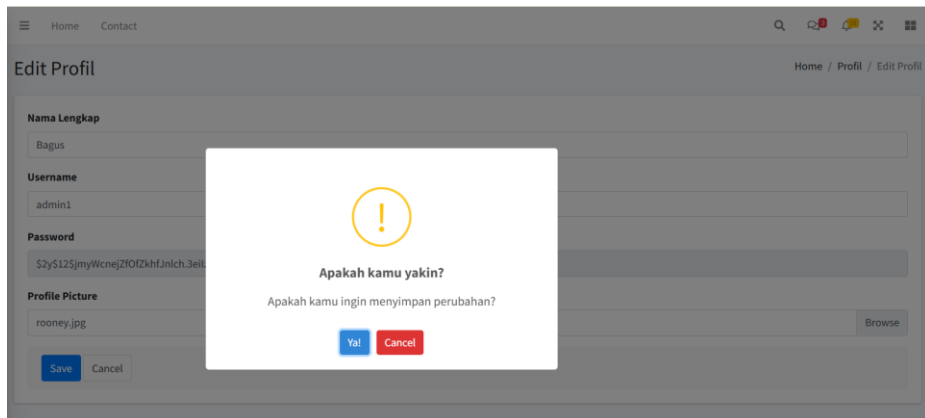 Home Contact
Edit Profil
Home / Profil / Edit Profil
Nama Lengkap
Bagus
Username
admin1
Password
Profile Picture
rooney.jpg
Browse
Save Cancel
!
Apakah kamu yakin?
Apakah kamu ingin menyimpan perubahan?
Ya! Cancel